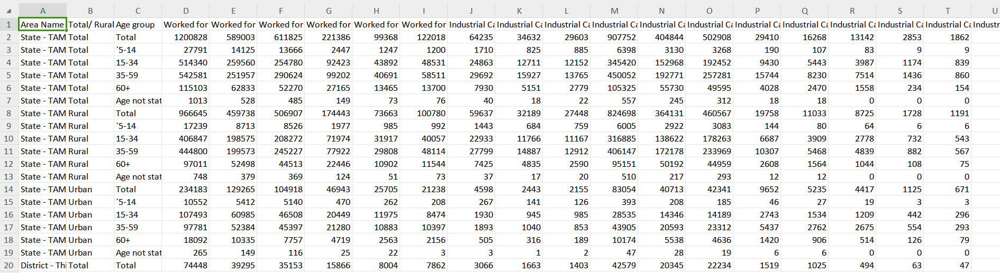 A B C D E F G H I J K L M N O P Q R S T U
1 Area Name Total/ Rural Age group Worked for Worked for Worked for Worked for Worked for Worked for Industrial Ca Industrial Ca Industrial Ca Industrial Ca Industrial Ca Industrial Ca Industrial Ca Industrial Ca Industrial Ca Industrial Ca Industrial Ca Industr
2 State - TAM Total Total 1200828 589003 611825 221386 99368 122018 64235 34632 29603 907752 404844 502908 29410 16268 13142 2853 1862
3 State - TAM Total `5-14 27791 14125 13666 2447 1247 1200 1710 825 885 6398 3130 3268 190 107 83 9 9
4 State - TAM Total 15-34 514340 259560 254780 92423 43892 48531 24863 12711 12152 345420 152968 192452 9430 5443 3987 1174 839
5 State - TAM Total 35-59 542581 251957 290624 99202 40691 58511 29692 15927 13765 450052 192771 257281 15744 8230 7514 1436 860
6 State - TAM Total 60+ 115103 62833 52270 27165 13465 13700 7930 5151 2779 105325 55730 49595 4028 2470 1558 234 154
7 State - TAM Total Age not stat 1013 528 485 149 73 76 40 18 22 557 245 312 18 18 0 0 0
8 State - TAM Rural Total 966645 459738 506907 174443 73663 100780 59637 32189 27448 824698 364131 460567 19758 11033 8725 1728 1191
9 State - TAM Rural `5-14 17239 8713 8526 1977 985 992 1443 684 759 6005 2922 3083 144 80 64 6 6
10 State - TAM Rural 15-34 406847 198575 208272 71974 31917 40057 22933 11766 11167 316885 138622 178263 6687 3909 2778 732 543
11 State - TAM Rural 35-59 444800 199573 245227 77922 29808 48114 27799 14887 12912 406147 172178 233969 10307 5468 4839 882 567
12 State - TAM Rural 60+ 97011 52498 44513 22446 10902 11544 7425 4835 2590 95151 50192 44959 2608 1564 1044 108 75
13 State - TAM Rural Age not stat 748 379 369 124 51 73 37 17 20 510 217 293 12 12 0 0 0
14 State - TAM Urban Total 234183 129265 104918 46943 25705 21238 4598 2443 2155 83054 40713 42341 9652 5235 4417 1125 671
15 State - TAM Urban `5-14 10552 5412 5140 470 262 208 267 141 126 393 208 185 46 27 19 3 3
16 State - TAM Urban 15-34 107493 60985 46508 20449 11975 8474 1930 945 985 28535 14346 14189 2743 1534 1209 442 296
17 State - TAM Urban 35-59 97781 52384 45397 21280 10883 10397 1893 1040 853 43905 20593 23312 5437 2762 2675 554 293
18 State - TAM Urban 60+ 18092 10335 7757 4719 2563 2156 505 316 189 10174 5538 4636 1420 906 514 126 79
19 State - TAM Urban Age not stat 265 149 116 25 22 3 3 1 2 47 28 19 6 6 0 0 0
20 District - Thi Total Total 74448 39295 35153 15866 8004 7862 3066 1663 1403 42579 20345 22234 1519 1025 494 63 47